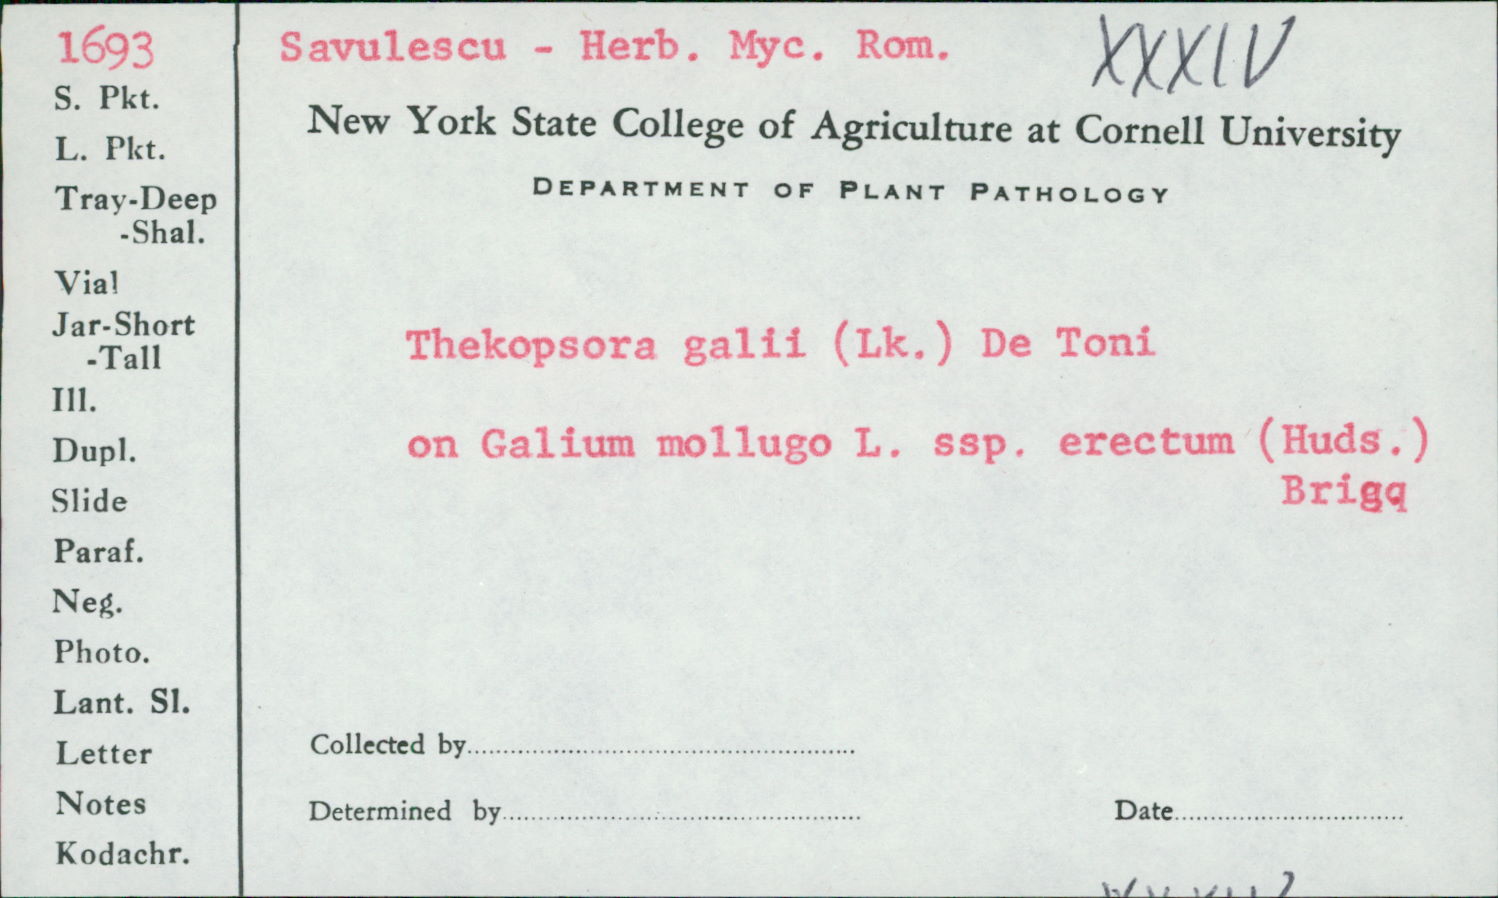 1693
Savulescu - Herb. Myc. Rom.
XXXIV
New York State College of Agriculture at Cornell University
DEPARTMENT OF PLANT PATHOLOGY
S. Pkt.
L. Pkt.
Tray-Deep
-Shal.
Vial
Jar-Short
-Tall
Ill.
Dupl.
Slide
Paraf.
Neg.
Photo.
Lant. Sl.
Letter
Notes
Kodachr.
Thekopsora galii (Lk.) De Toni
on Galium mollugo L. ssp. erectum (Huds.)
Brigq
Collected by
Determined by
Date